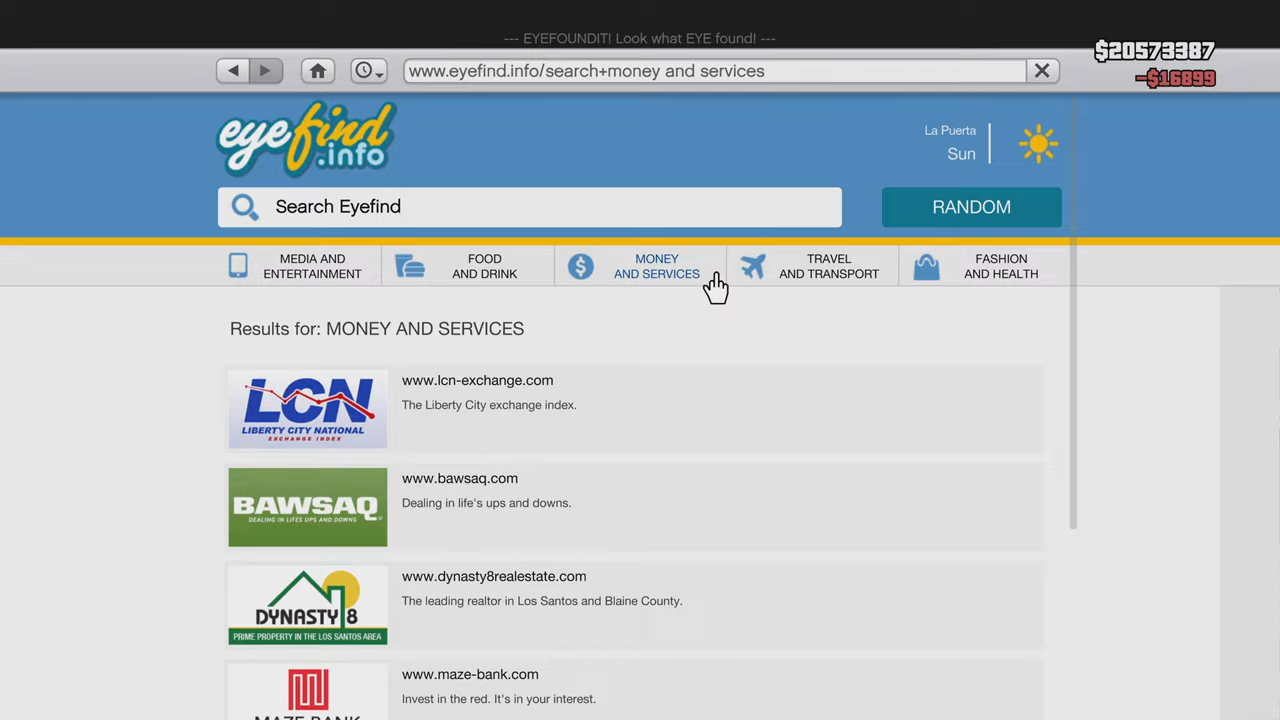 --- EYEFOUNDIT! Look what EYE found! ---
$20573387
-$16899
www.eyefind.info/search+money and services
eyefind
.info
La Puerta
Sun
Search Eyefind
RANDOM
MEDIA AND
ENTERTAINMENT
FOOD
AND DRINK
MONEY
AND SERVICES
TRAVEL
AND TRANSPORT
FASHION
AND HEALTH
Results for: MONEY AND SERVICES
LCN
LIBERTY CITY NATIONAL
EXCHANGE INDEX
www.lcn-exchange.com
The Liberty City exchange index.
BAWSAQ
DEALING IN LIFES UPS AND DOWNS
www.bawsaq.com
Dealing in life's ups and downs.
DYNASTY 8
PRIME PROPERTY IN THE LOS SANTOS AREA
www.dynasty8realestate.com
The leading realtor in Los Santos and Blaine County.
MAZE BANK
www.maze-bank.com
Invest in the red. It's in your interest.